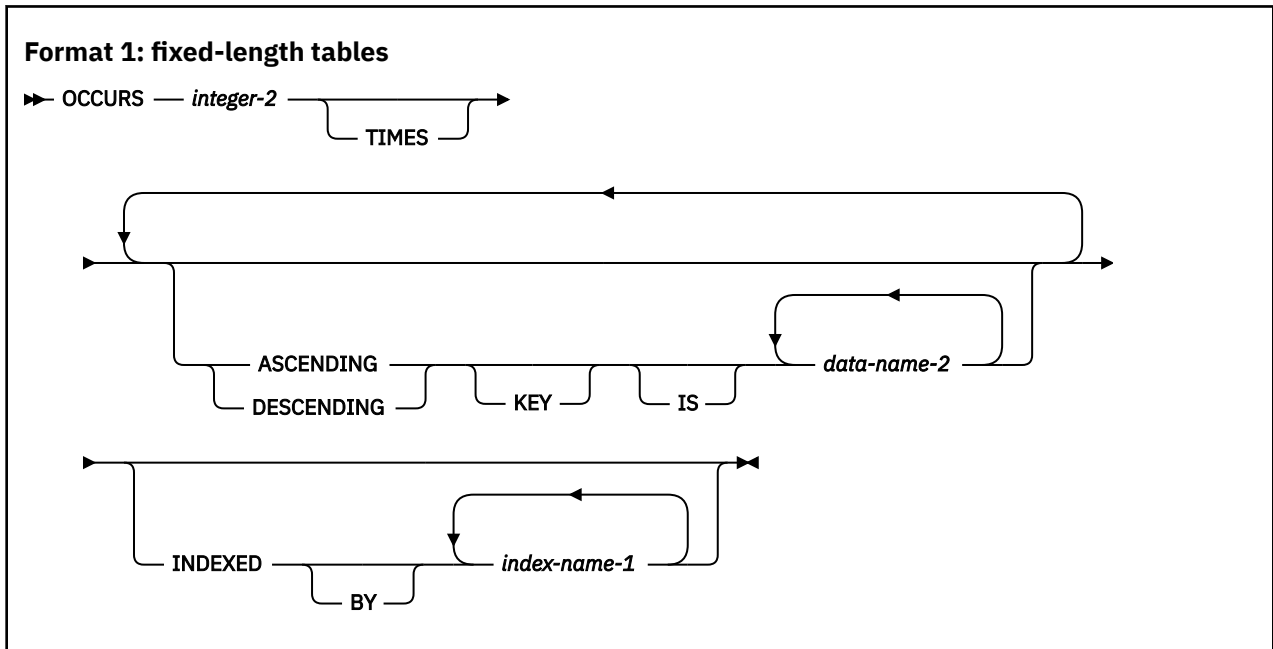 Format 1: fixed-length tables
OCCURS integer-2
TIMES
ASCENDING data-name-2
DESCENDING KEY IS
INDEXED index-name-1
BY